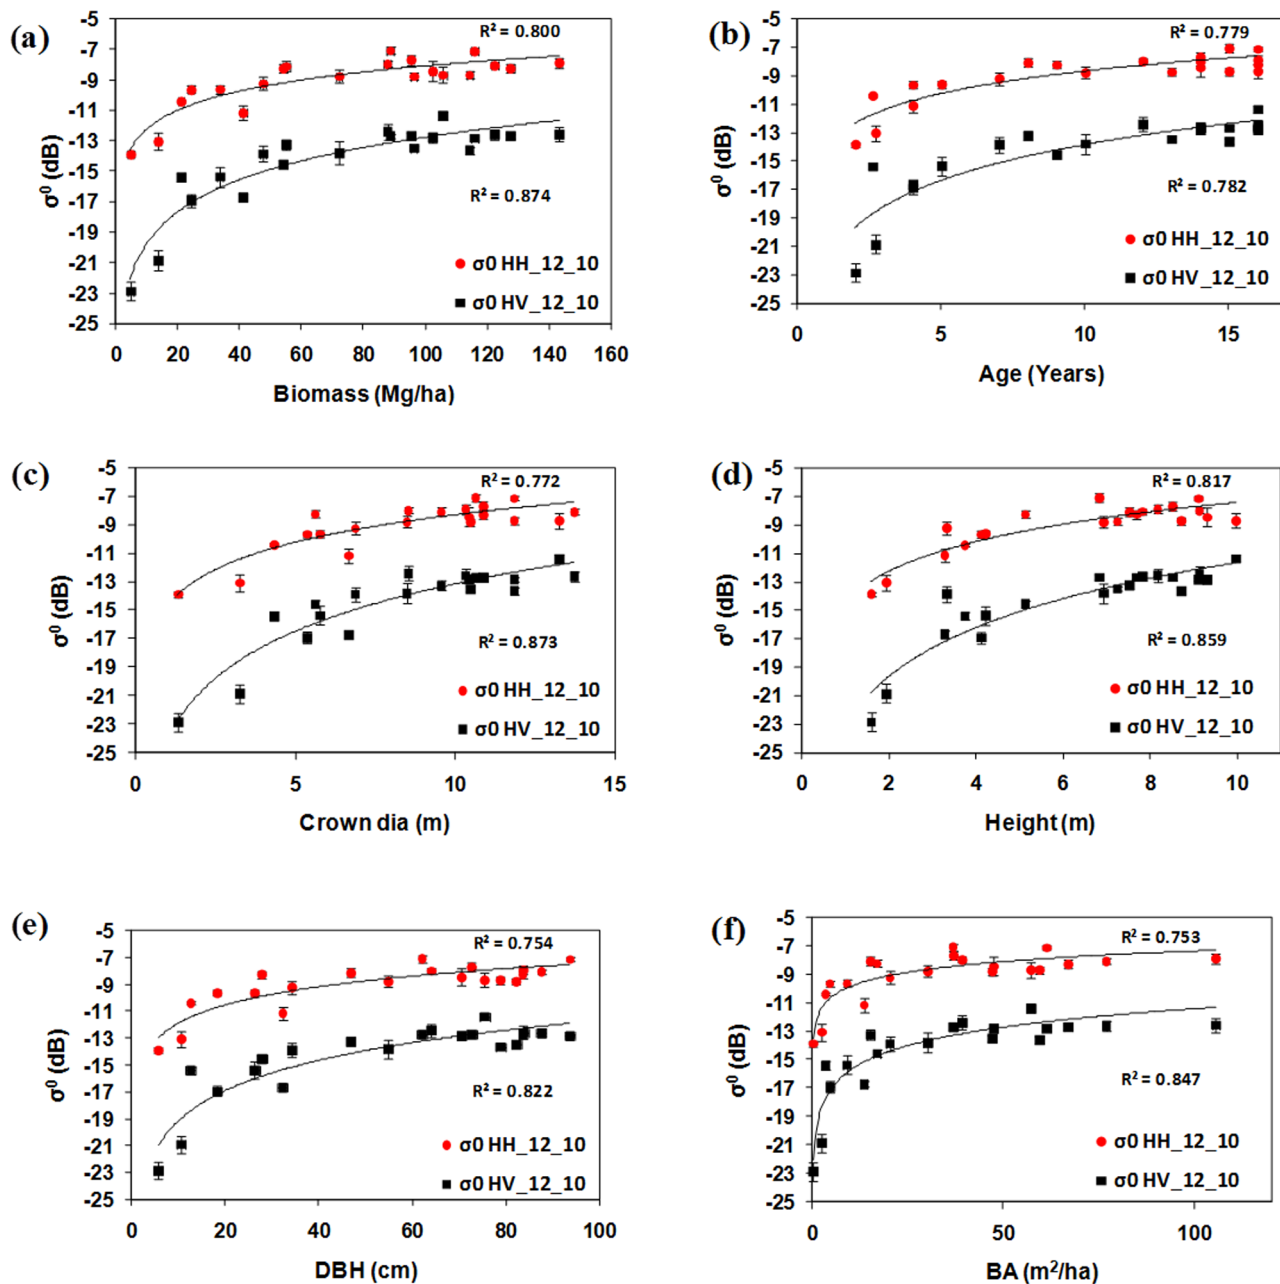 (a)
-5
-7
-9
-11
-13
-15
-17
-19
-21
-23
-25
σ⁰ (dB)
R² = 0.800
R² = 0.874
σ0 HH_12_10
σ0 HV_12_10
0 20 40 60 80 100 120 140 160
Biomass (Mg/ha)
(b)
-5
-7
-9
-11
-13
-15
-17
-19
-21
-23
-25
σ⁰ (dB)
R² = 0.779
R² = 0.782
σ0 HH_12_10
σ0 HV_12_10
0 5 10 15
Age (Years)
(c)
-5
-7
-9
-11
-13
-15
-17
-19
-21
-23
-25
σ⁰ (dB)
R² = 0.772
R² = 0.873
σ0 HH_12_10
σ0 HV_12_10
0 5 10 15
Crown dia (m)
(d)
-5
-7
-9
-11
-13
-15
-17
-19
-21
-23
-25
σ⁰ (dB)
R² = 0.817
R² = 0.859
σ0 HH_12_10
σ0 HV_12_10
0 2 4 6 8 10
Height (m)
(e)
-5
-7
-9
-11
-13
-15
-17
-19
-21
-23
-25
σ⁰ (dB)
R² = 0.754
R² = 0.822
σ0 HH_12_10
σ0 HV_12_10
0 20 40 60 80 100
DBH (cm)
(f)
-5
-7
-9
-11
-13
-15
-17
-19
-21
-23
-25
σ⁰ (dB)
R² = 0.753
R² = 0.847
σ0 HH_12_10
σ0 HV_12_10
0 50 100
BA (m²/ha)